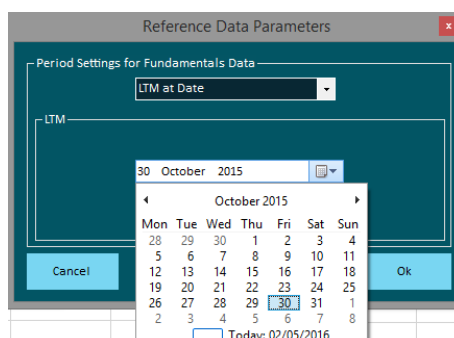 Reference Data Parameters
x
Period Settings for Fundamentals Data
LTM at Date
LTM
30 October 2015
October 2015
Mon Tue Wed Thu Fri Sat Sun
28 29 30 1 2 3 4
5 6 7 8 9 10 11
Cancel
12 13 14 15 16 17 18
Ok
19 20 21 22 23 24 25
26 27 28 29 30 31 1
2 3 4 5 6 7 8
Today: 02/05/2016